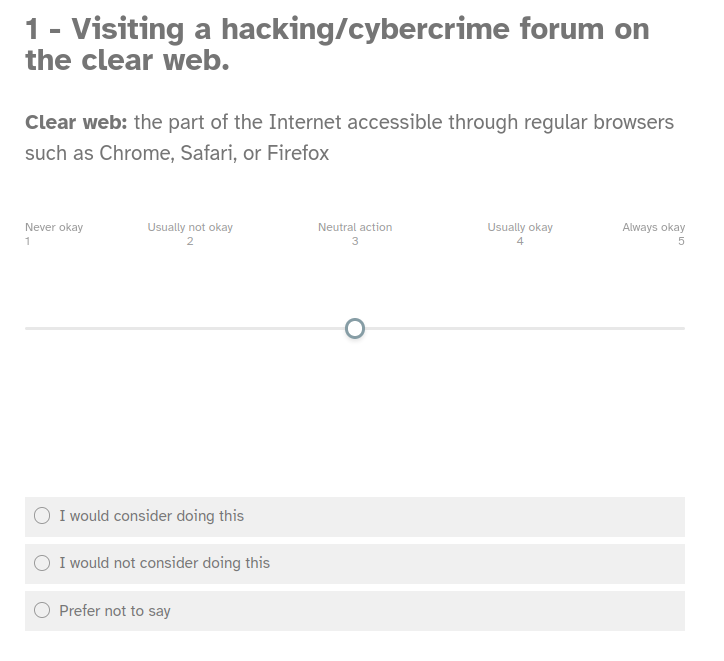 1 - Visiting a hacking/cybercrime forum on
the clear web.
Clear web: the part of the Internet accessible through regular browsers
such as Chrome, Safari, or Firefox
Never okay Usually not okay Neutral action Usually okay Always okay
1 2 3 4 5
I would consider doing this
I would not consider doing this
Prefer not to say